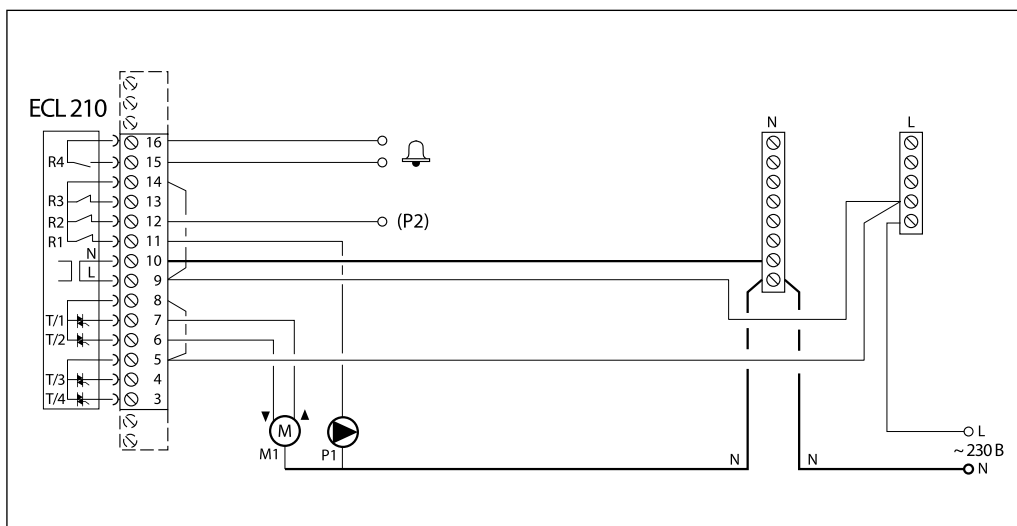 ECL 210
N
L
16
R4
15
14
R3
13
R2
12
(P2)
R1
11
N
10
L
9
8
T/1
7
T/2
6
5
T/3
4
T/4
3
M
M1
P1
N
N
L
~ 230 В
N